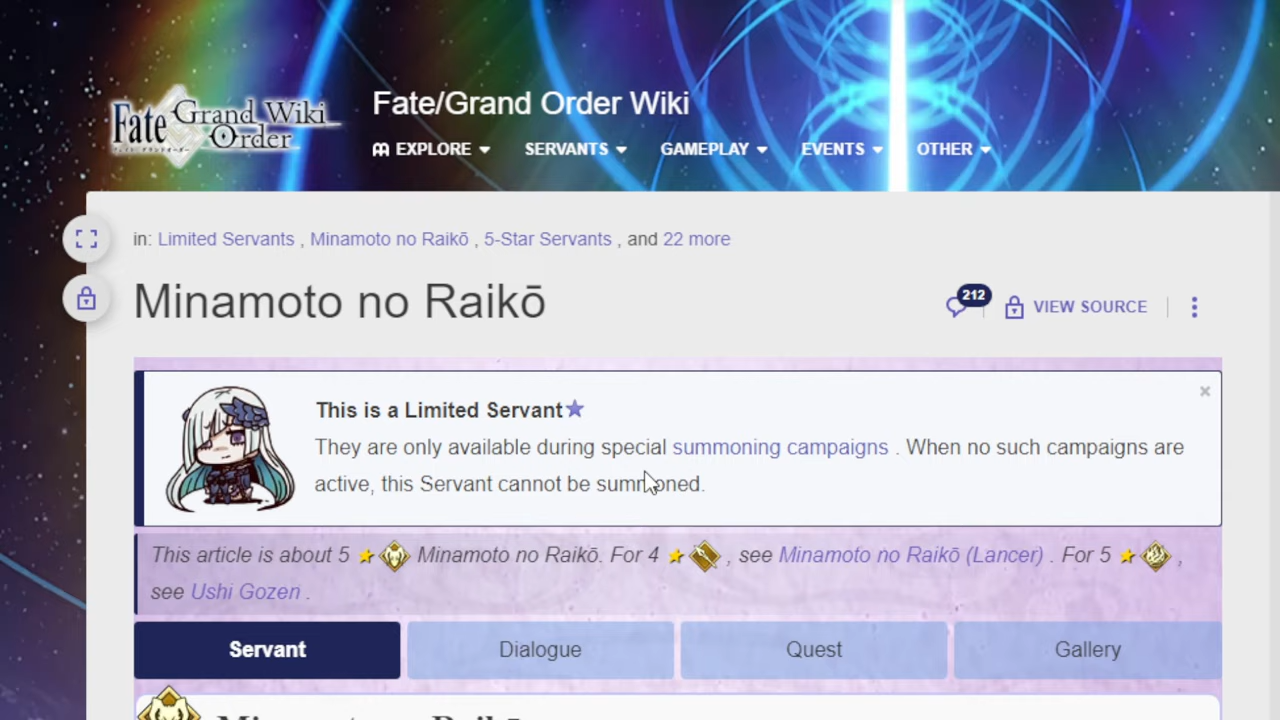 Fate Grand Wiki
Order
Fate/Grand Order Wiki
EXPLORE SERVANTS GAMEPLAY EVENTS OTHER
in: Limited Servants , Minamoto no Raikō , 5-Star Servants , and 22 more
Minamoto no Raikō
212
VIEW SOURCE
This is a Limited Servant★
They are only available during special summoning campaigns . When no such campaigns are
active, this Servant cannot be summoned.
This article is about 5 Minamoto no Raikō. For 4 , see Minamoto no Raikō (Lancer) . For 5 ,
see Ushi Gozen .
Servant Dialogue Quest Gallery
Minamoto no Raikō